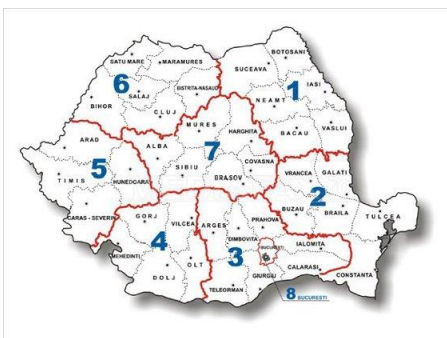 BOTOSANI
SATU MARE
MARAMURES
SUCEAVA
6
BISTRITA-NASAUD
1
IASI
SALAJ
NEAMT
BIHOR
CLUJ
MURES
BACAU
VASLUI
HARGHITA
ARAD
ALBA
7
5
SIBIU
COVASNA
VRANCEA
GALATI
TIMIS
HUNEDOARA
BRASOV
2
CARAS - SEVERIN
GORJ
VILCEA
ARGES
PRAHOVA
BUZAU
BRAILA
TULCEA
4
DIMBOVITA
3
BUCURESTI
IALOMITA
MEHEDINTI
OLT
DOLJ
GIURGIU
CALARASI
CONSTANTA
TELEORMAN
8 BUCURESTI